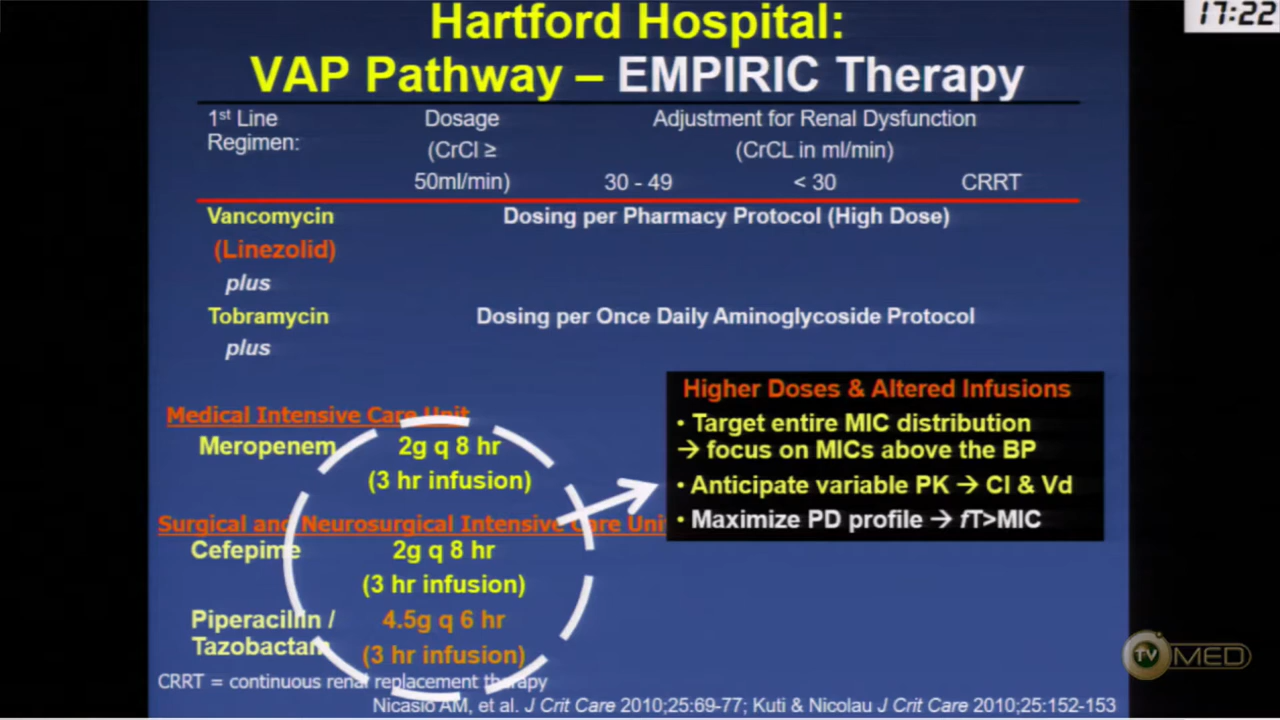 17:22
Hartford Hospital:
VAP Pathway – EMPIRIC Therapy
1st Line Regimen:
Dosage (CrCl ≥ 50ml/min)
Adjustment for Renal Dysfunction
(CrCL in ml/min)
30 - 49 < 30 CRRT
Vancomycin Dosing per Pharmacy Protocol (High Dose)
(Linezolid)
plus
Tobramycin Dosing per Once Daily Aminoglycoside Protocol
plus
Medical Intensive Care Unit
Meropenem 2g q 8 hr
(3 hr infusion)
Surgical and Neurosurgical Intensive Care Unit
Cefepime 2g q 8 hr
(3 hr infusion)
Piperacillin / 4.5g q 6 hr
Tazobactam (3 hr infusion)
Higher Doses & Altered Infusions
• Target entire MIC distribution
→ focus on MICs above the BP
• Anticipate variable PK → Cl & Vd
• Maximize PD profile → fT>MIC
CRRT = continuous renal replacement therapy
Nicasio AM, et al. J Crit Care 2010;25:69-77; Kuti & Nicolau J Crit Care 2010;25:152-153
TV MED